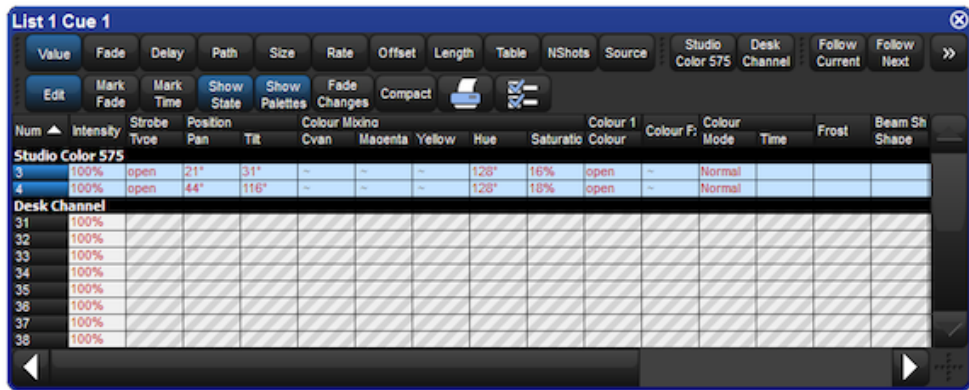 List 1 Cue 1
Value Fade Delay Path Size Rate Offset Length Table NShots Source Studio Color 575 Desk Channel Follow Current Follow Next »
Edit Mark Fade Mark Time Show State Show Palettes Fade Changes Compact
Num Intensity Strobe Position Colour Mixing Colour 1 Colour F: Colour Frost Beam Sh
Type Pan Tilt Cyan Magenta Yellow Hue Saturatio Colour Mode Time Shape
Studio Color 575
3 100% open 21° 31° ~ ~ ~ 128° 16% open ~ Normal
4 100% open 44° 116° ~ ~ ~ 128° 18% open ~ Normal
Desk Channel
31 100%
32 100%
33 100%
34 100%
35 100%
36 100%
37 100%
38 100%